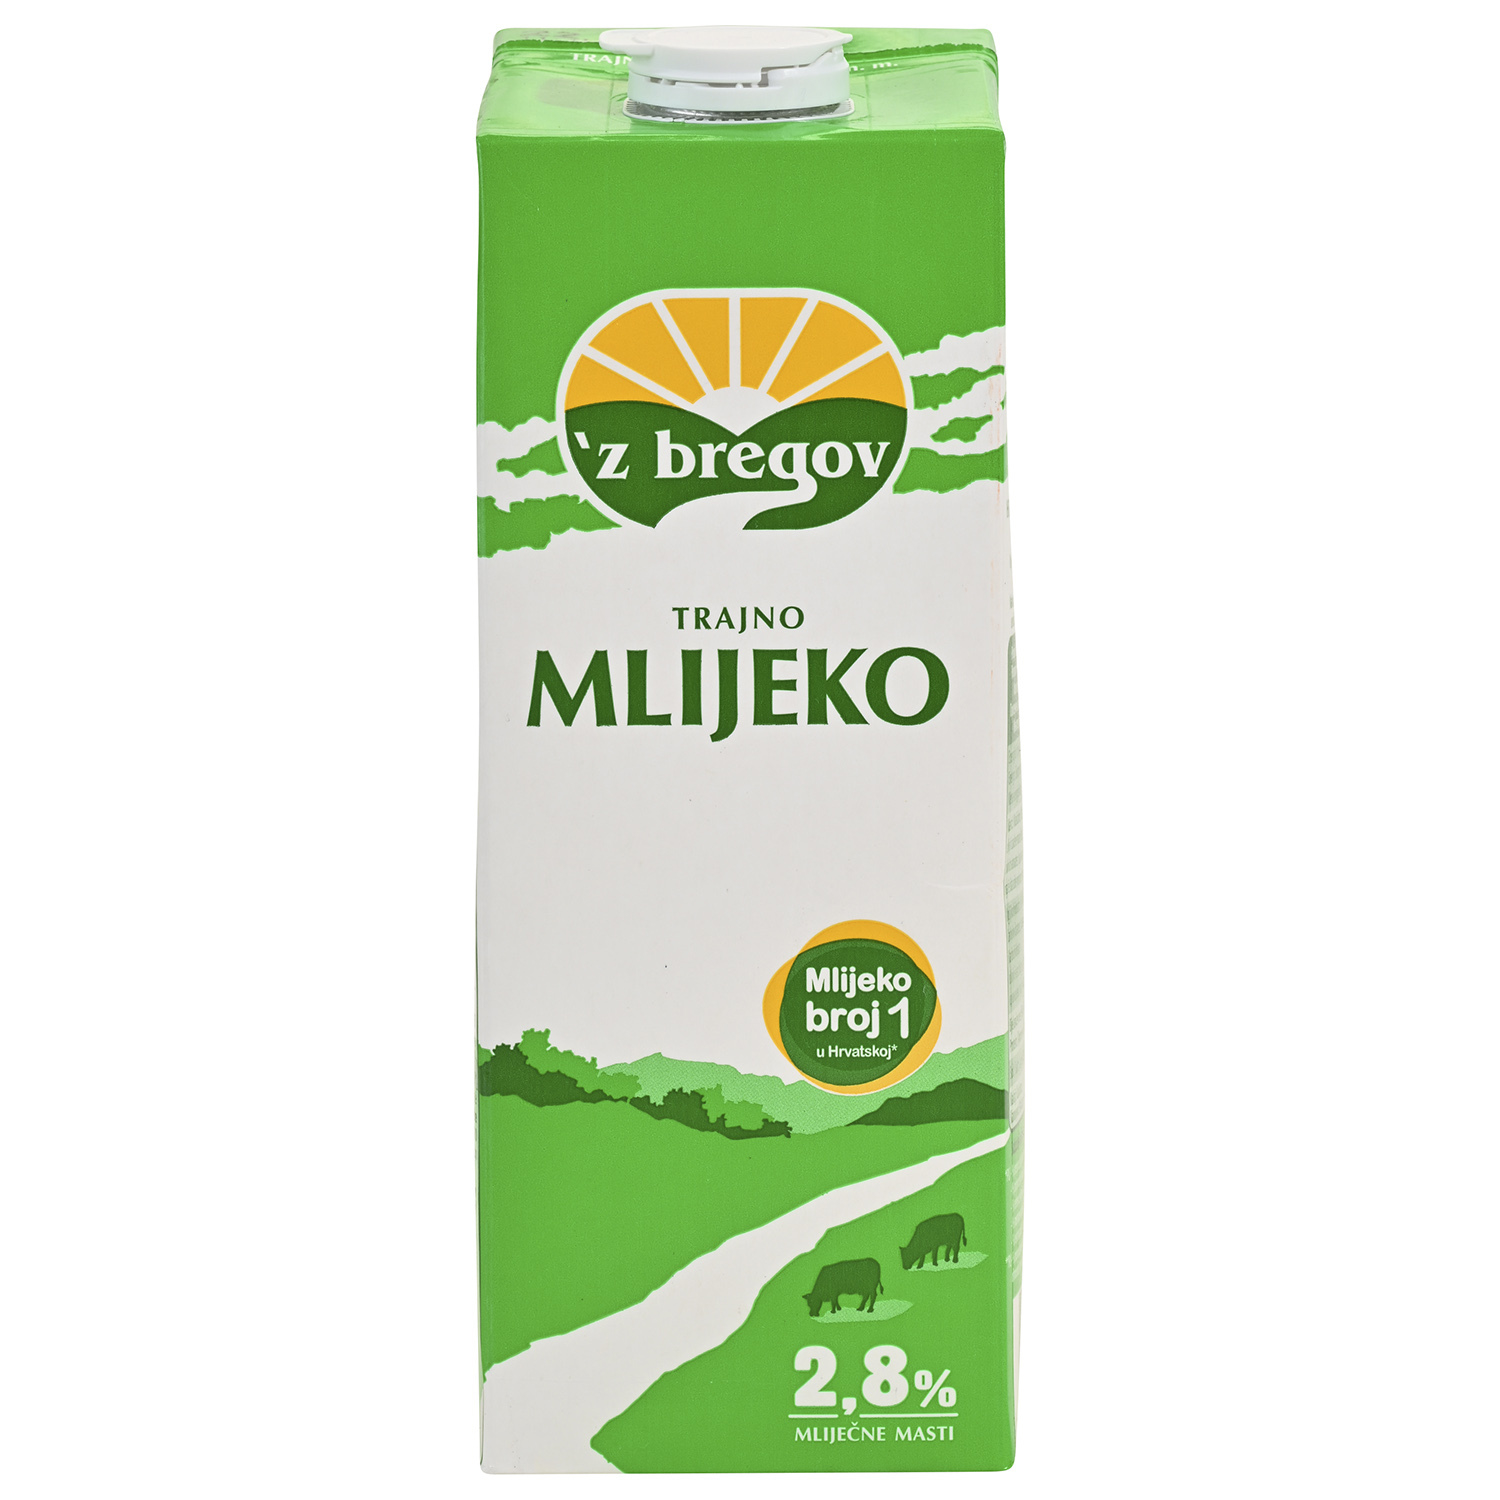 'z bregov
TRAJNO
MLIJEKO
Mlijeko
broj 1
u Hrvatskoj*
2,8%
MLIJEČNE MASTI